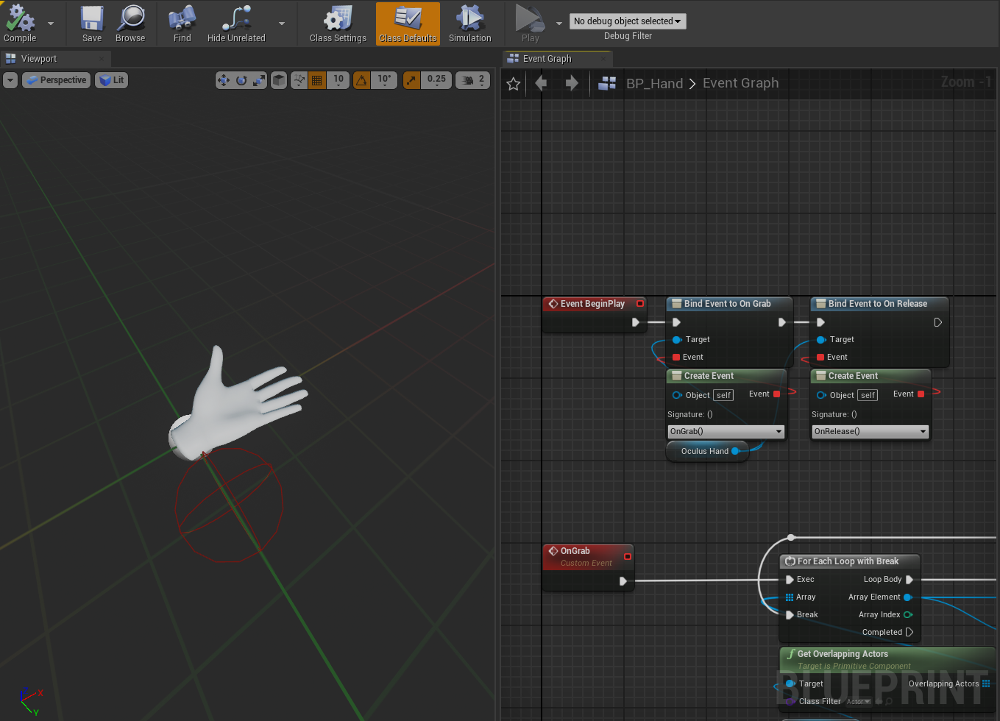 Compile
Save
Browse
Find
Hide Unrelated
Class Settings
Class Defaults
Simulation
Play
No debug object selected
Debug Filter
Viewport
Event Graph
Perspective
Lit
10
10°
0.25
2
BP_Hand > Event Graph
Zoom -1
Event BeginPlay
Bind Event to On Grab
Target
Event
Bind Event to On Release
Target
Event
Create Event
Object self
Event
Signature: ()
OnGrab()
Create Event
Object self
Event
Signature: ()
OnRelease()
Oculus Hand
OnGrab
Custom Event
For Each Loop with Break
Exec
Loop Body
Array
Array Element
Break
Array Index
Completed
Get Overlapping Actors
Target is Primitive Component
Target
Overlapping Actors
Class Filter
Actor
BLUEPRINT
Z
X
Y